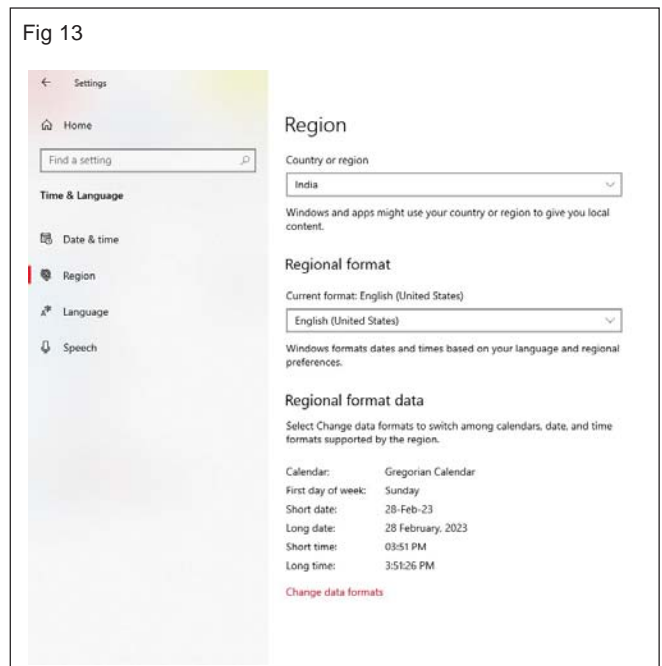 Fig 13
Settings
Home
Find a setting
Time & Language
Date & time
Region
Language
Speech
Region
Country or region
India
Windows and apps might use your country or region to give you local
content.
Regional format
Current format: English (United States)
English (United States)
Windows formats dates and times based on your language and regional
preferences.
Regional format data
Select Change data formats to switch among calendars, date, and time
formats supported by the region.
Calendar: Gregorian Calendar
First day of week: Sunday
Short date: 28-Feb-23
Long date: 28 February, 2023
Short time: 03:51 PM
Long time: 3:51:26 PM
Change data formats